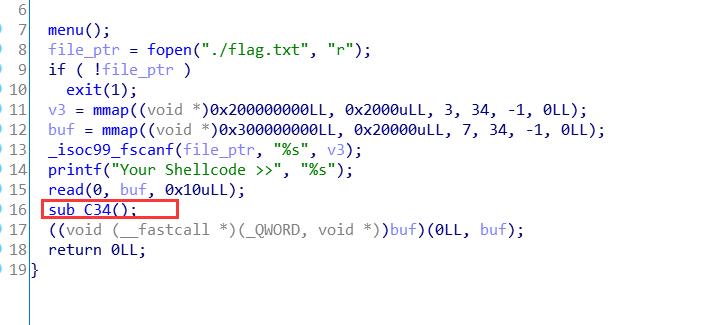 6
7 menu();
8 file_ptr = fopen("./flag.txt", "r");
9 if ( !file_ptr )
10 exit(1);
11 v3 = mmap((void *)0x200000000LL, 0x2000uLL, 3, 34, -1, 0LL);
12 buf = mmap((void *)0x300000000LL, 0x20000uLL, 7, 34, -1, 0LL);
13 _isoc99_fscanf(file_ptr, "%s", v3);
14 printf("Your Shellcode >>", "%s");
15 read(0, buf, 0x10uLL);
16 sub_C34();
17 ((void (__fastcall *)(_QWORD, void *))buf)(0LL, buf);
18 return 0LL;
19 }